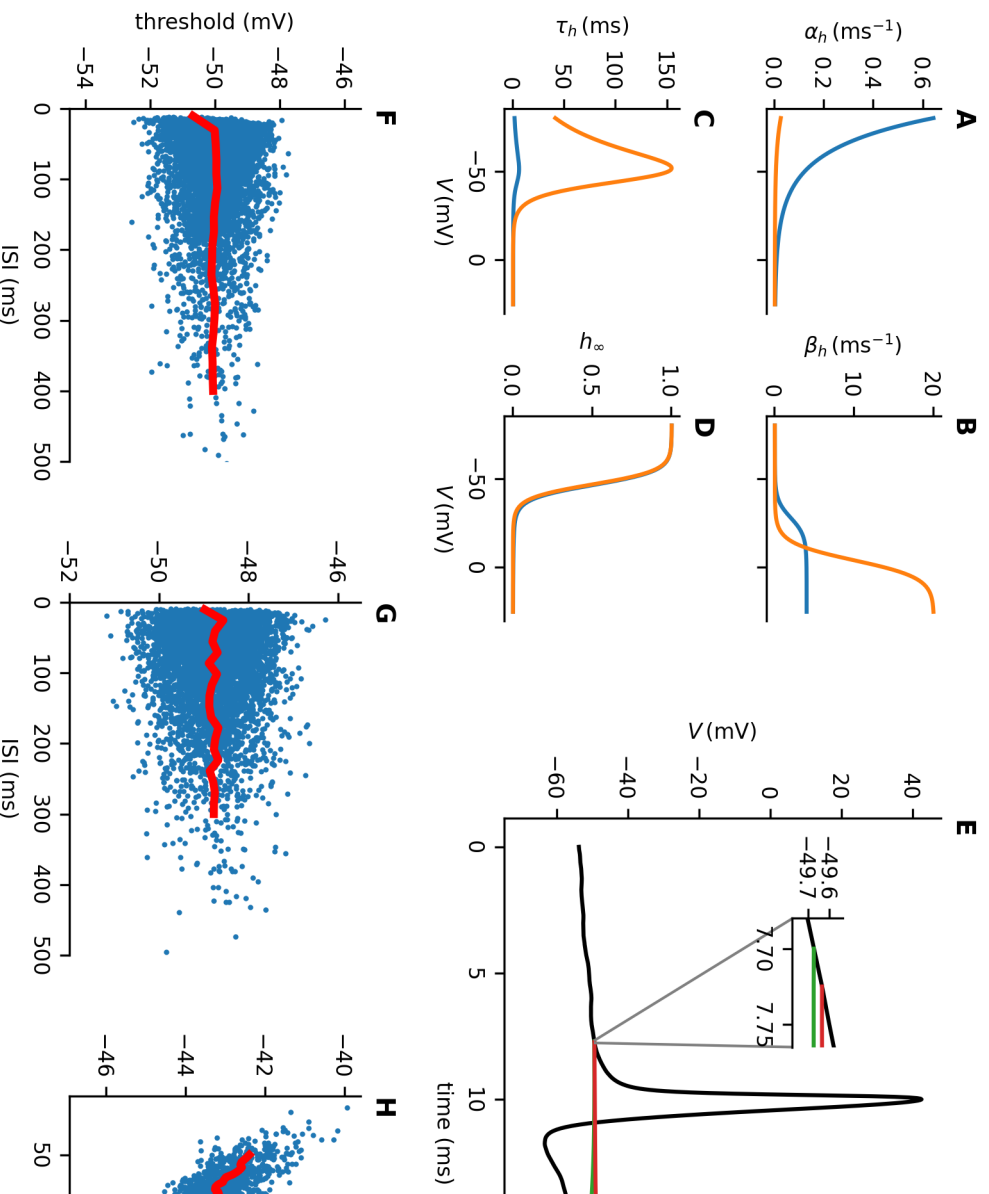 A
B
α_h (ms⁻¹)
0.0 0.2 0.4 0.6
β_h (ms⁻¹)
0 10 20
−50 0
−50 0
C
D
τ_h (ms)
0 50 100 150
h∞
0.0 0.5 1.0
−50 0
V (mV)
−50 0
V (mV)
E
V (mV)
−60 −40 −20 0 20 40
−49.7 −49.6
7.70 7.75
0 5 10
time (ms)
F
threshold (mV)
−54 −52 −50 −48 −46
0 100 200 300 400 500
ISI (ms)
G
−52 −50 −48 −46
0 100 200 300 400 500
ISI (ms)
H
−46 −44 −42 −40
50